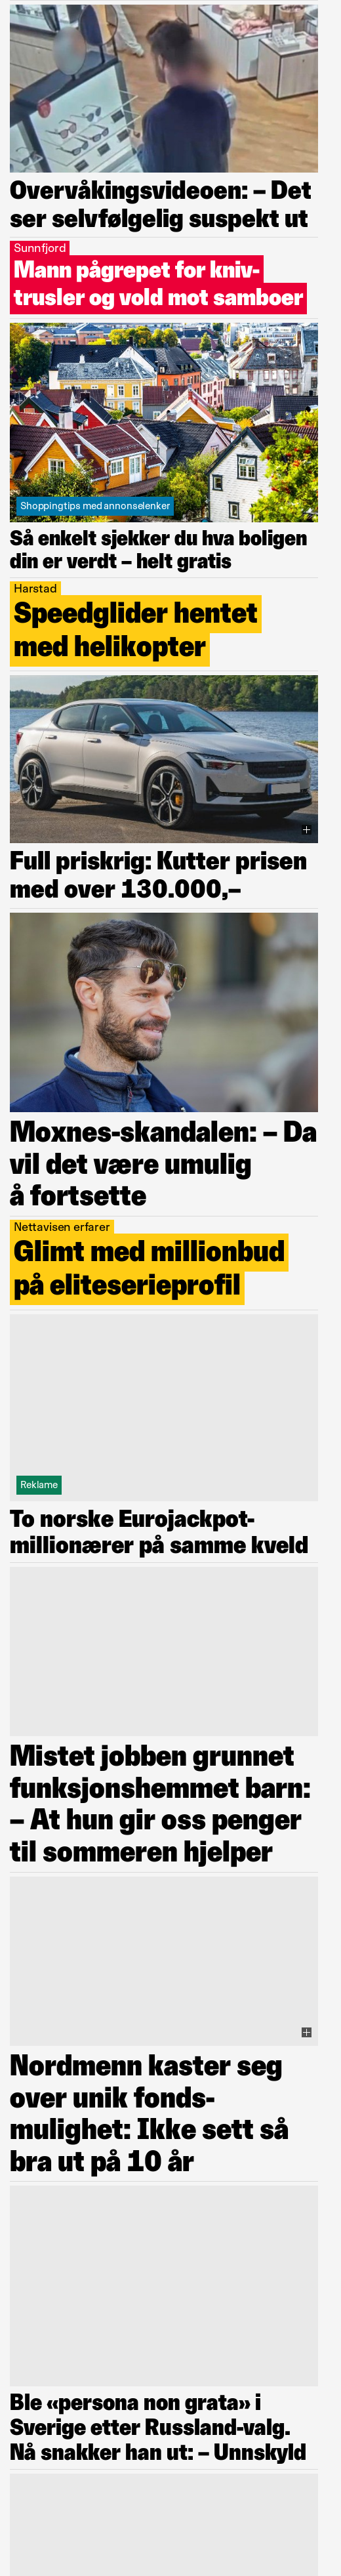 Overvåkingsvideoen: – Det
ser selvfølgelig suspekt ut
Sunnfjord
Mann pågrepet for kniv-
trusler og vold mot samboer
Shoppingtips med annonselenker
Så enkelt sjekker du hva boligen
din er verdt – helt gratis
Harstad
Speedglider hentet
med helikopter
Full priskrig: Kutter prisen
med over 130.000,–
Moxnes-skandalen: – Da
vil det være umulig
å fortsette
Nettavisen erfarer
Glimt med millionbud
på eliteserieprofil
Reklame
To norske Eurojackpot-
millionærer på samme kveld
Mistet jobben grunnet
funksjonshemmet barn:
– At hun gir oss penger
til sommeren hjelper
Nordmenn kaster seg
over unik fonds-
mulighet: Ikke sett så
bra ut på 10 år
Ble «persona non grata» i
Sverige etter Russland-valg.
Nå snakker han ut: – Unnskyld